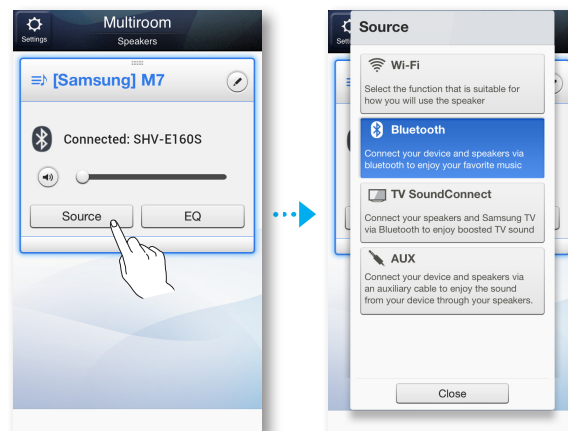 Multiroom
Settings
Speakers
[Samsung] M7
Connected: SHV-E160S
Source
EQ
Source
Wi-Fi
Select the function that is suitable for
how you will use the speaker
Bluetooth
Connect your device and speakers via
bluetooth to enjoy your favorite music
TV SoundConnect
Connect your speakers and Samsung TV
via Bluetooth to enjoy boosted TV sound
AUX
Connect your device and speakers via
an auxiliary cable to enjoy the sound
from your device through your speakers.
Close